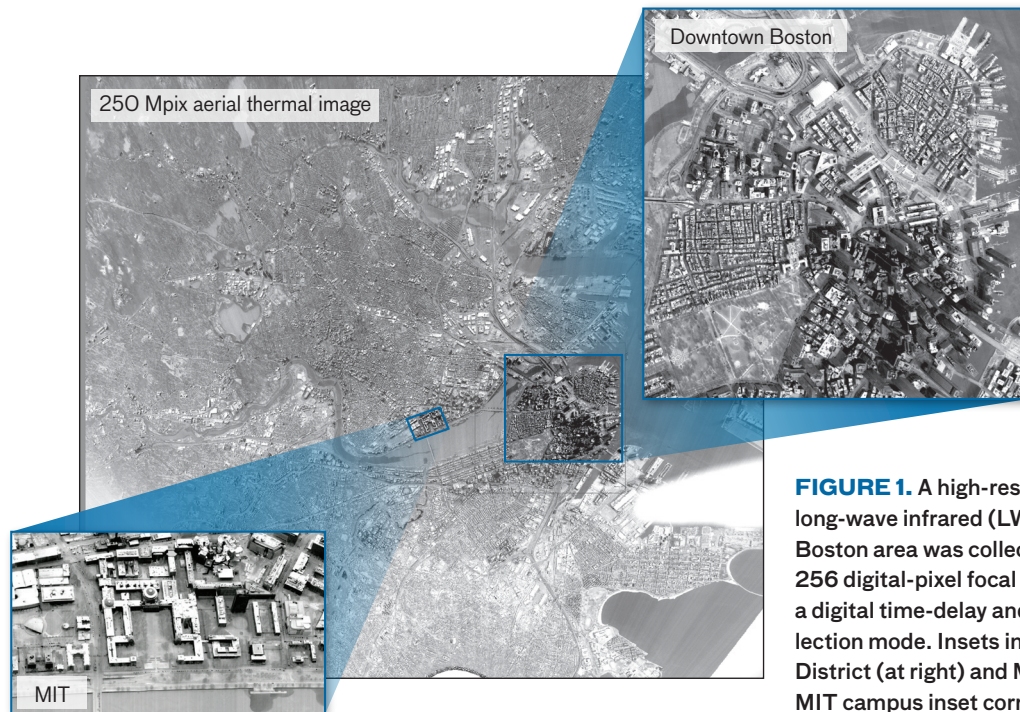 Downtown Boston
250 Mpix aerial thermal image
FIGURE 1. A high-res
long-wave infrared (LW
Boston area was collec
256 digital-pixel focal
a digital time-delay and
lection mode. Insets in
District (at right) and M
MIT campus inset corr
MIT